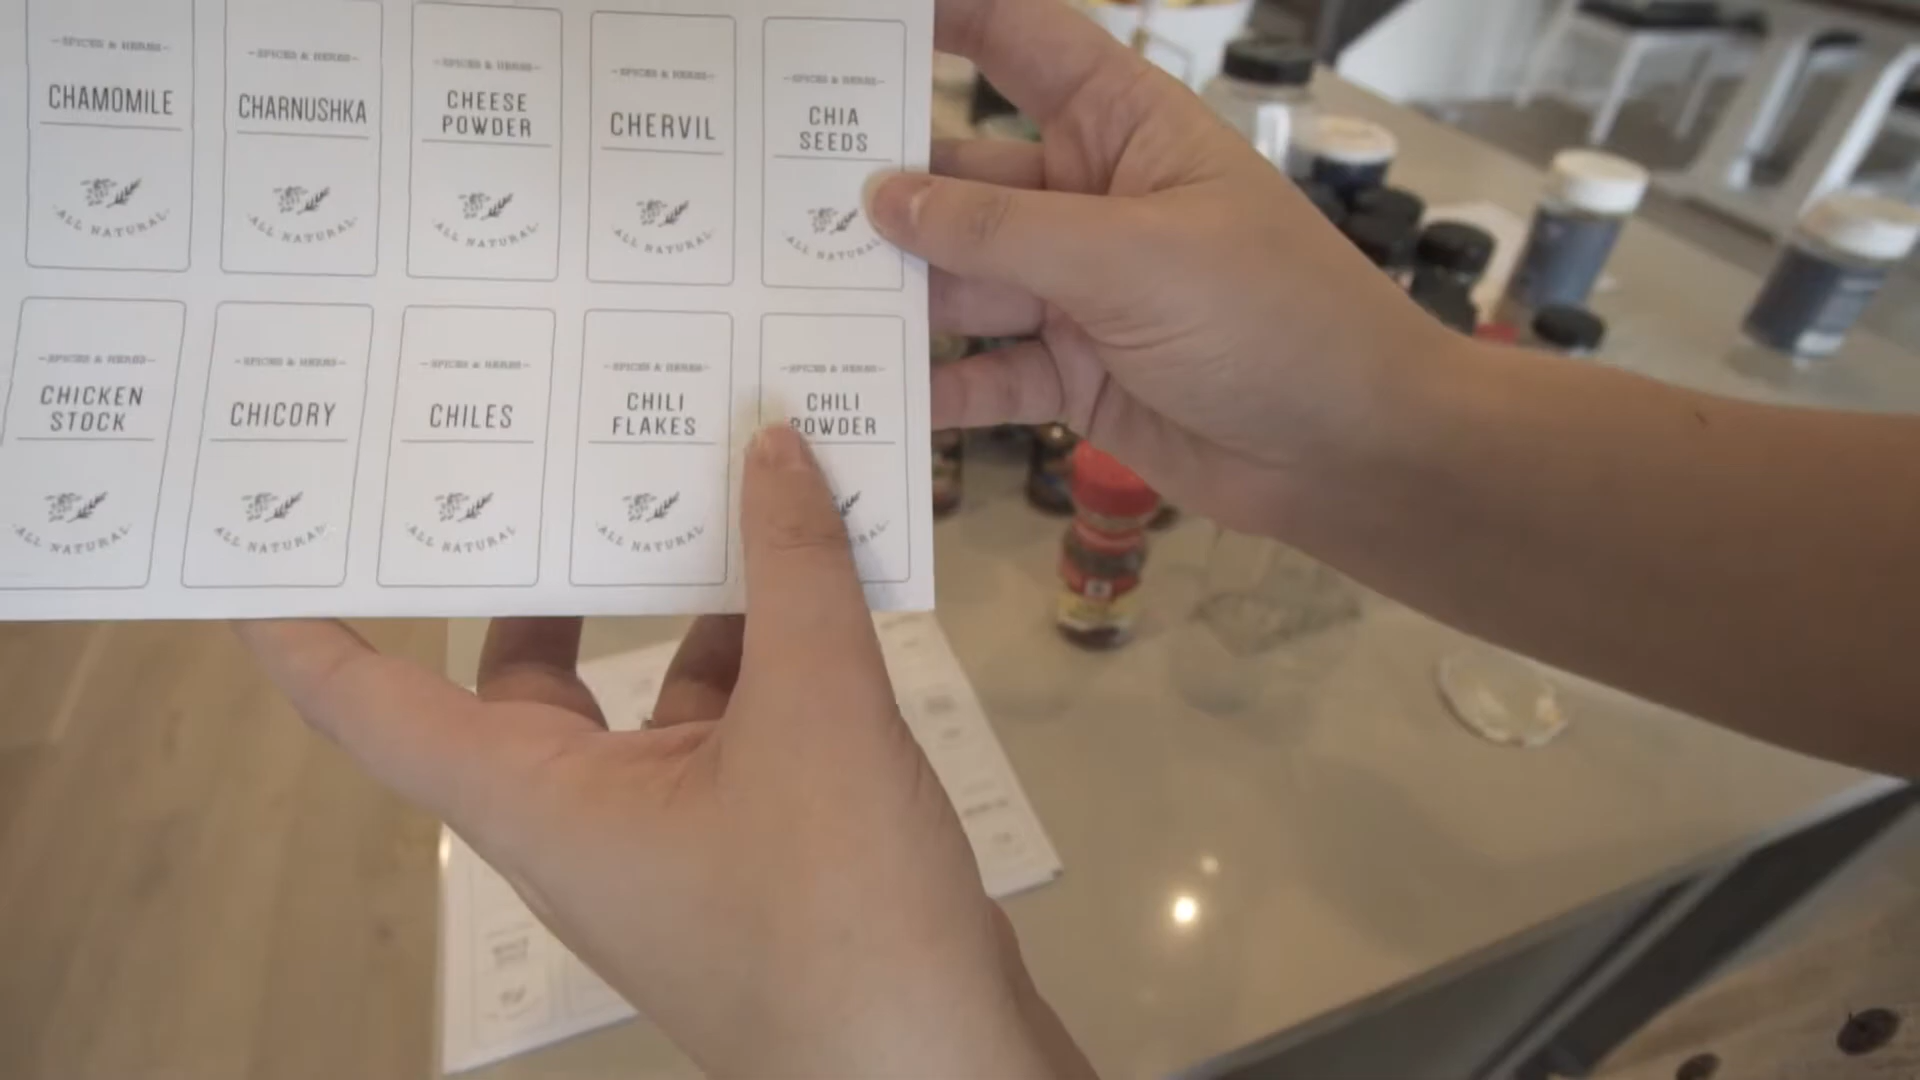 -SPICES & HERBS-
CHAMOMILE
ALL NATURAL
-SPICES & HERBS-
CHARNUSHKA
ALL NATURAL
-SPICES & HERBS-
CHEESE
POWDER
ALL NATURAL
-SPICES & HERBS-
CHERVIL
ALL NATURAL
-SPICES & HERBS-
CHIA
SEEDS
ALL NATURAL
-SPICES & HERBS-
CHICKEN
STOCK
ALL NATURAL
-SPICES & HERBS-
CHICORY
ALL NATURAL
-SPICES & HERBS-
CHILES
ALL NATURAL
-SPICES & HERBS-
CHILI
FLAKES
ALL NATURAL
-SPICES & HERBS-
CHILI
POWDER